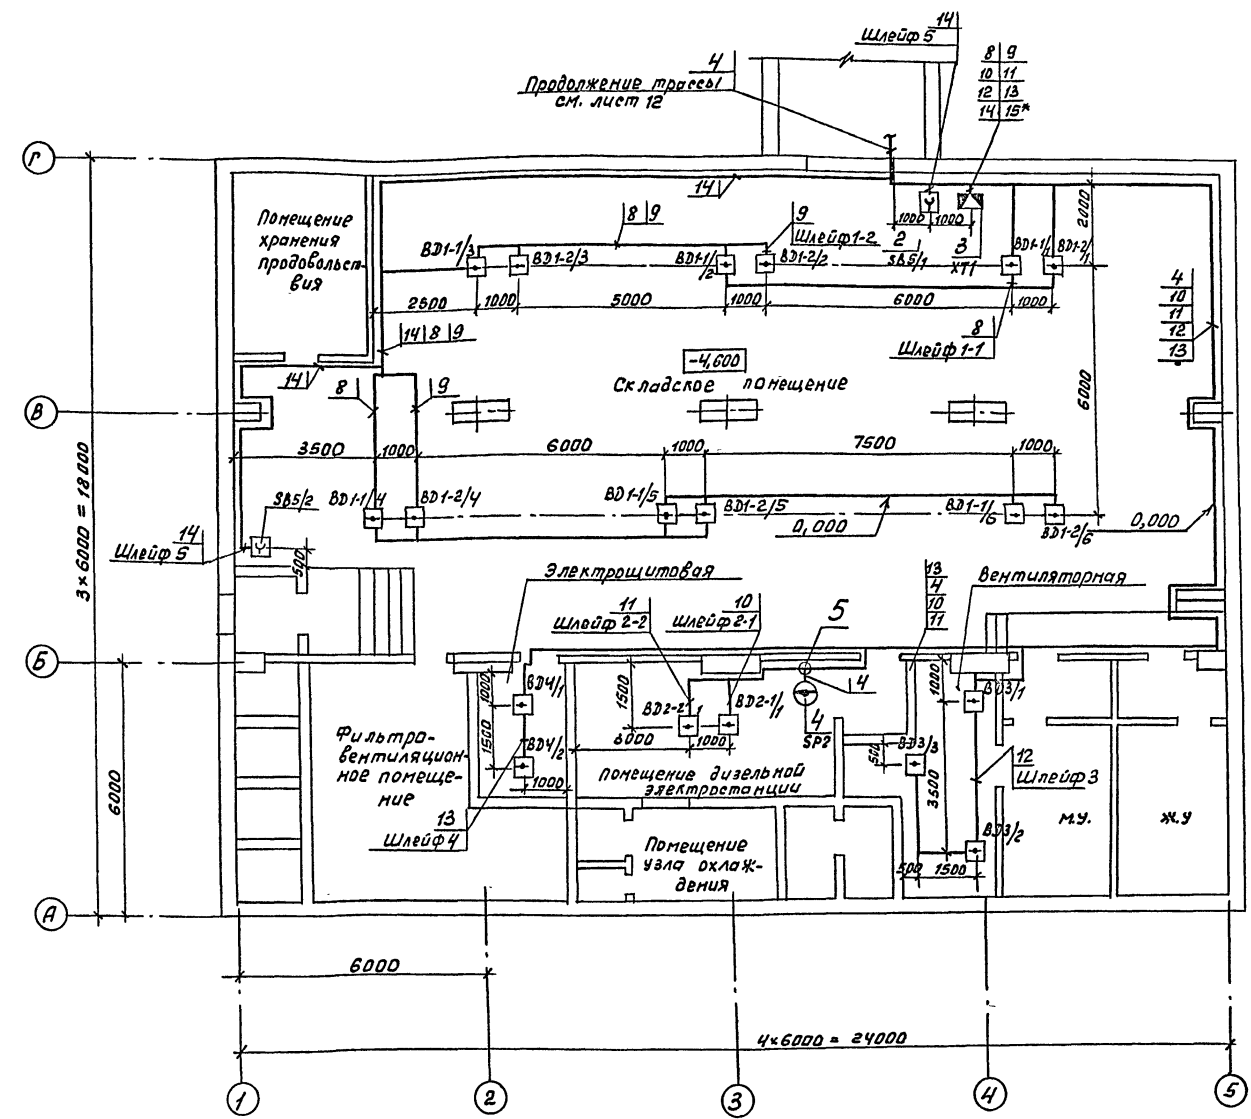 14
Шлейф 5
4
Продолжение трассы
см. лист 12
8 9
10 11
12 13
14 15*
Г
14
Помещение
хранения
продовольст-
вия
8 9
9
Шлейф 1-2
1000 1000
2
SB5/1
3
XT1
2000
BD1-1/3
BD1-2/3
BD1-1/2
BD1-2/2
BD1-1/1
BD1-2/1
2500 1000 5000 1000 6000 1000
4
10
11
12
13
14 8 9
8
Шлейф 1-1
-4,600
Складское помещение
14
8
9
6000
В
3500 1000 6000 1000 7500 1000
SB5/2
BD1-1/4
BD1-2/4
BD1-1/5
BD1-2/5
BD1-1/6
BD1-2/6
0,000
0,000
14
Шлейф 5
500
3×6000=18000
Электрощитовая
11
Шлейф 2-2
10
Шлейф 2-1
5
13
4
10
11
Вентиляторная
Б
1000
BD4/1
1500
BD2-2/1
BD2-1/1
4
1000
BD3/1
1500
BD4/2
3000 1000
4
SP2
BD3/3
500
Фильтро-
вентиляцион-
ное помеще-
ние
1000
Помещение дизельной
электростанции
3500
12
Шлейф 3
6000
13
Шлейф 4
Помещение
узла охлаж-
дения
BD3/2
М.У.
Ж.У
500 1500
А
6000
4×6000=24000
1
2
3
4
5